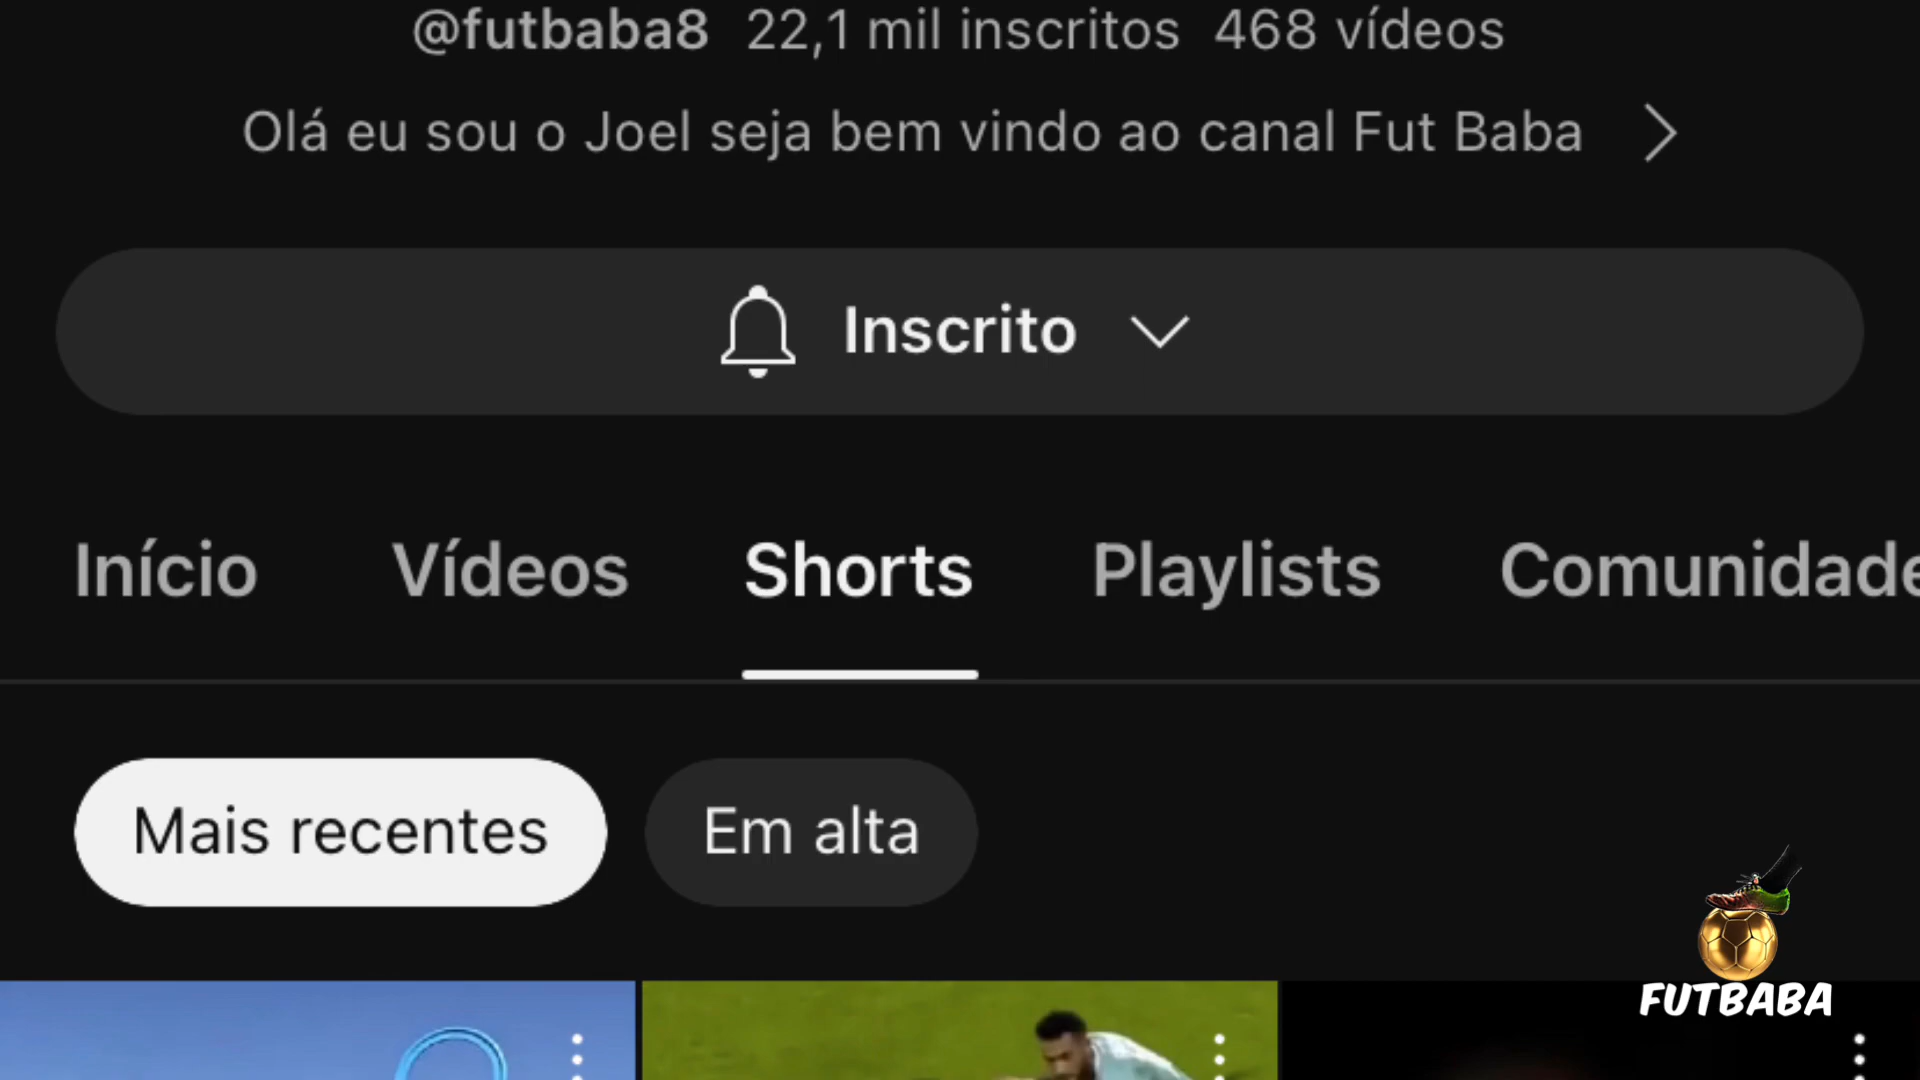 @futbaba8 22,1 mil inscritos 468 vídeos
Olá eu sou o Joel seja bem vindo ao canal Fut Baba
Inscrito
Início Vídeos Shorts Playlists Comunidade
Mais recentes Em alta
FUTBABA